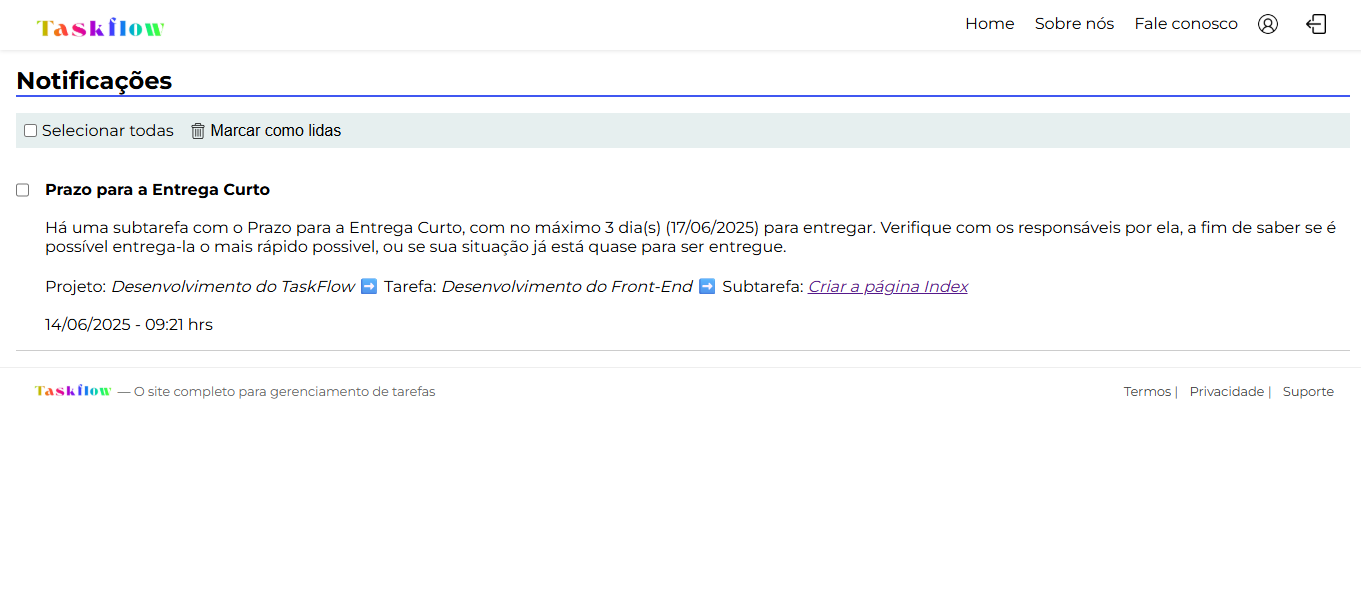 Taskflow Home Sobre nós Fale conosco
Notificações
Selecionar todas Marcar como lidas
Prazo para a Entrega Curto
Há uma subtarefa com o Prazo para a Entrega Curto, com no máximo 3 dia(s) (17/06/2025) para entregar. Verifique com os responsáveis por ela, a fim de saber se é
possível entrega-la o mais rápido possivel, ou se sua situação já está quase para ser entregue.
Projeto: Desenvolvimento do TaskFlow ➡️ Tarefa: Desenvolvimento do Front-End ➡️ Subtarefa: Criar a página Index
14/06/2025 - 09:21 hrs
Taskflow — O site completo para gerenciamento de tarefas Termos | Privacidade | Suporte